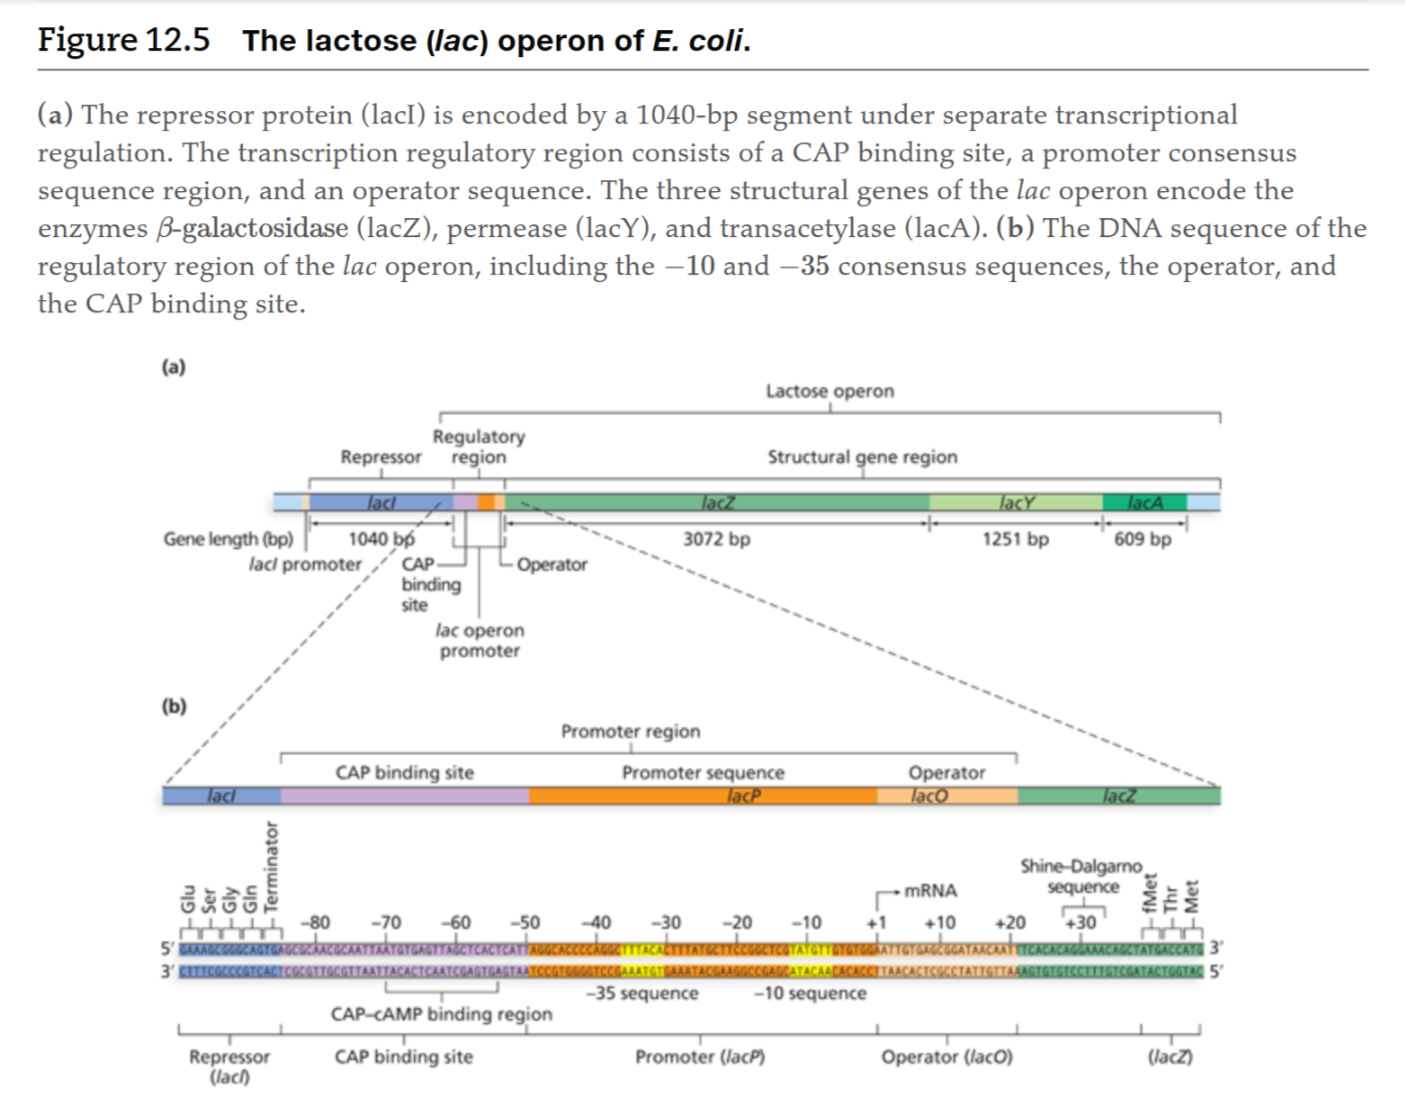 Figure 12.5 The lactose (lac) operon of E. coli.
(a) The repressor protein (lacI) is encoded by a 1040-bp segment under separate transcriptional
regulation. The transcription regulatory region consists of a CAP binding site, a promoter consensus
sequence region, and an operator sequence. The three structural genes of the lac operon encode the
enzymes β-galactosidase (lacZ), permease (lacY), and transacetylase (lacA). (b) The DNA sequence of the
regulatory region of the lac operon, including the −10 and −35 consensus sequences, the operator, and
the CAP binding site.
(a)
Lactose operon
Regulatory
region
Repressor
Structural gene region
lacI
lacZ
lacY
lacA
Gene length (bp)
1040 bp
3072 bp
1251 bp
609 bp
lacI promoter
CAP
binding
site
Operator
lac operon
promoter
(b)
Promoter region
CAP binding site
Promoter sequence
Operator
lacI
lacP
lacO
lacZ
Glu
Ser
Gly
Gln
Terminator
Shine–Dalgarno
sequence
fMet
Thr
Met
mRNA
−80 −70 −60 −50 −40 −30 −20 −10 +1 +10 +20 +30
5′ 3′
3′ 5′
−35 sequence
−10 sequence
CAP–cAMP binding region
Repressor
(lacI)
CAP binding site
Promoter (lacP)
Operator (lacO)
(lacZ)